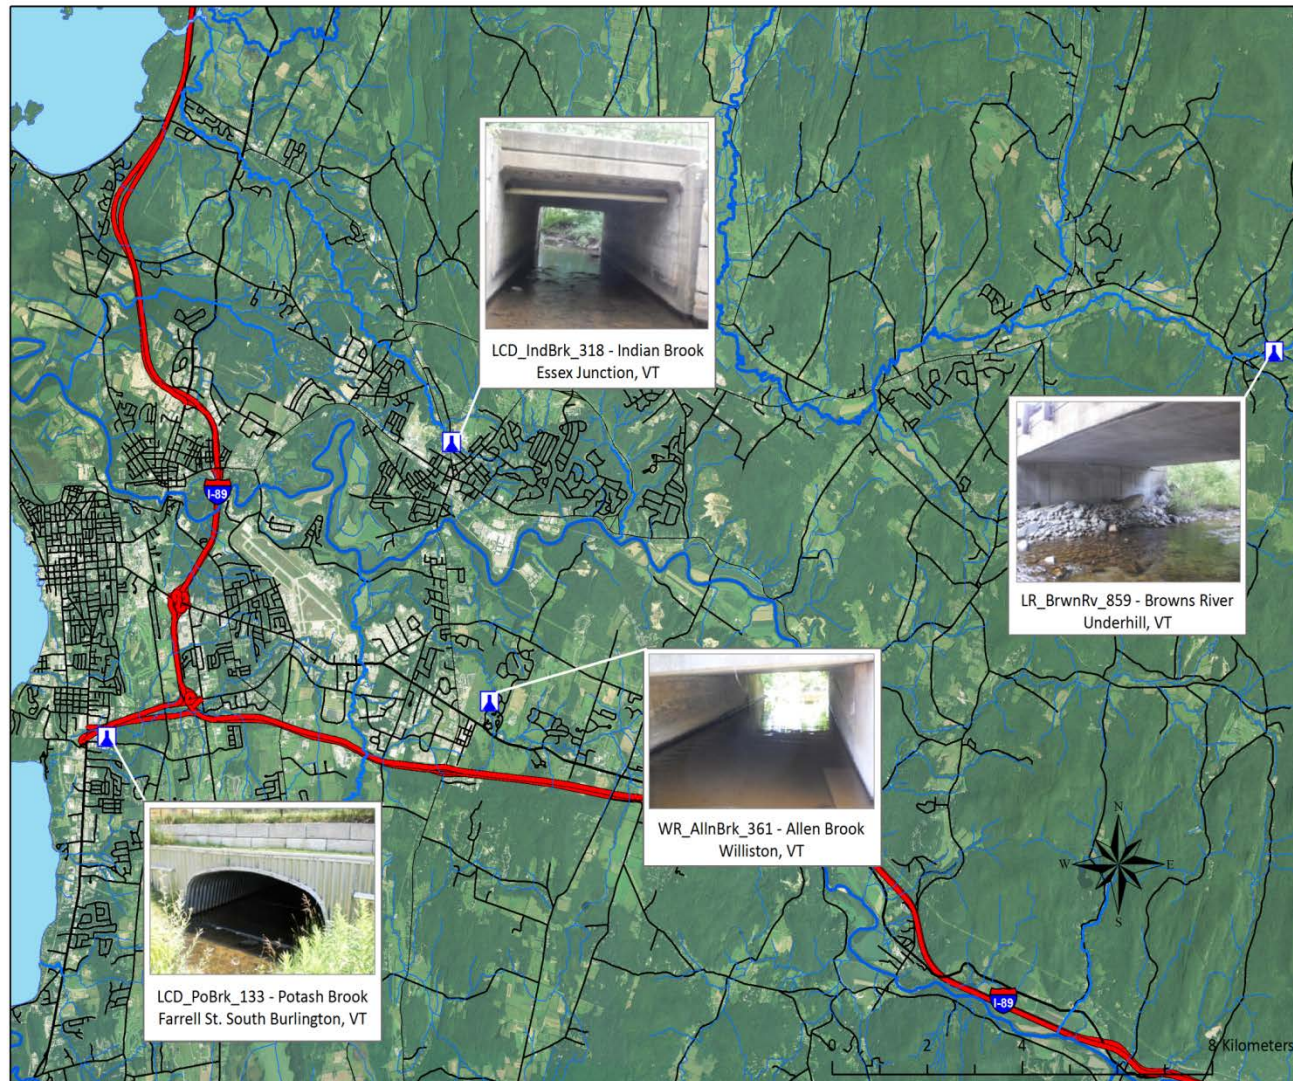 LCD_IndBrk_318 - Indian Brook
Essex Junction, VT
LR_BrwnRv_859 - Browns River
Underhill, VT
I-89
WR_AllnBrk_361 - Allen Brook
Williston, VT
LCD_PoBrk_133 - Potash Brook
Farrell St. South Burlington, VT
N
W
E
S
I-89
0 2 4 8 Kilometers